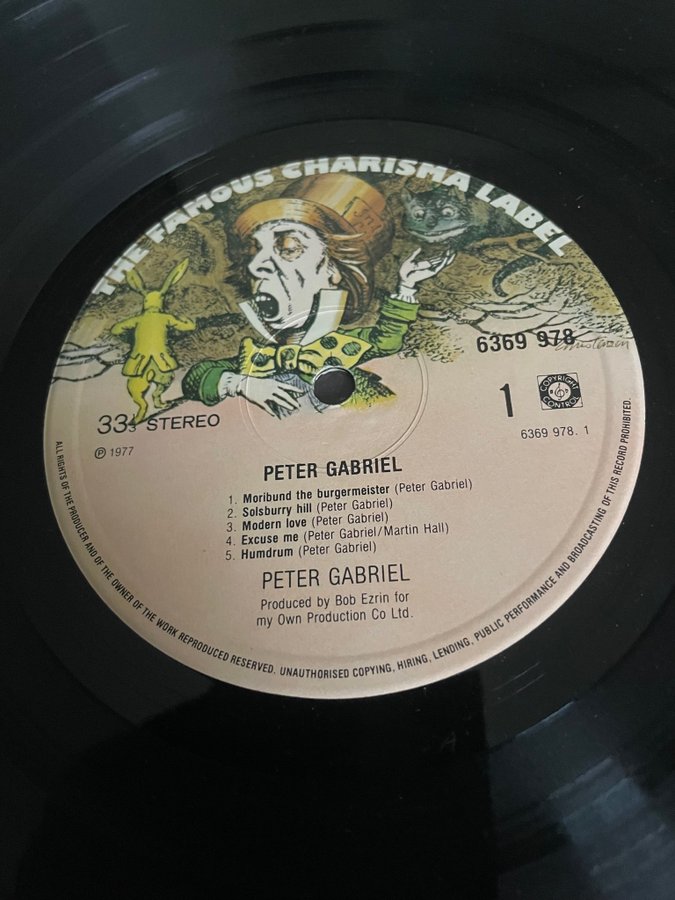 THE FAMOUS CHARISMA LABEL
6369 978
33⅓ STEREO
1
COPYRIGHT CONTROL
℗ 1977
6369 978. 1
PETER GABRIEL
1. Moribund the burgermeister (Peter Gabriel)
2. Solsburry hill (Peter Gabriel)
3. Modern love (Peter Gabriel)
4. Excuse me (Peter Gabriel/Martin Hall)
5. Humdrum (Peter Gabriel)
PETER GABRIEL
Produced by Bob Ezrin for
my Own Production Co Ltd.
ALL RIGHTS OF THE PRODUCER AND OF THE OWNER OF THE WORK REPRODUCED RESERVED. UNAUTHORISED COPYING, HIRING, LENDING, PUBLIC PERFORMANCE AND BROADCASTING OF THIS RECORD PROHIBITED.